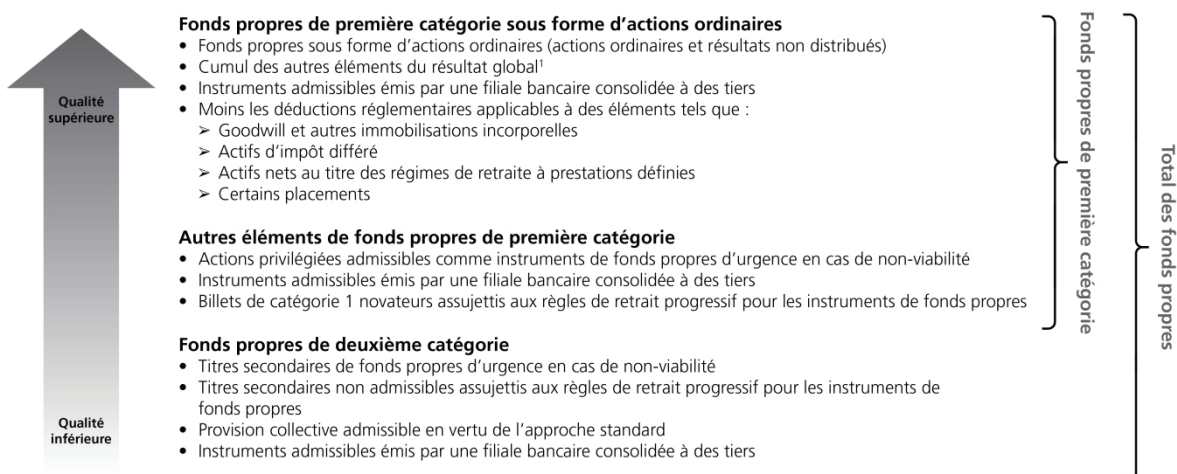 Fonds propres de première catégorie sous forme d’actions ordinaires
• Fonds propres sous forme d’actions ordinaires (actions ordinaires et résultats non distribués)
• Cumul des autres éléments du résultat global¹
• Instruments admissibles émis par une filiale bancaire consolidée à des tiers
• Moins les déductions réglementaires applicables à des éléments tels que :
➢ Goodwill et autres immobilisations incorporelles
➢ Actifs d’impôt différé
➢ Actifs nets au titre des régimes de retraite à prestations définies
➢ Certains placements
Autres éléments de fonds propres de première catégorie
• Actions privilégiées admissibles comme instruments de fonds propres d’urgence en cas de non-viabilité
• Instruments admissibles émis par une filiale bancaire consolidée à des tiers
• Billets de catégorie 1 novateurs assujettis aux règles de retrait progressif pour les instruments de fonds propres
Fonds propres de deuxième catégorie
• Titres secondaires de fonds propres d’urgence en cas de non-viabilité
• Titres secondaires non admissibles assujettis aux règles de retrait progressif pour les instruments de
fonds propres
• Provision collective admissible en vertu de l’approche standard
• Instruments admissibles émis par une filiale bancaire consolidée à des tiers
Qualité
supérieure
Qualité
inférieure
Fonds propres de première catégorie
Total des fonds propres